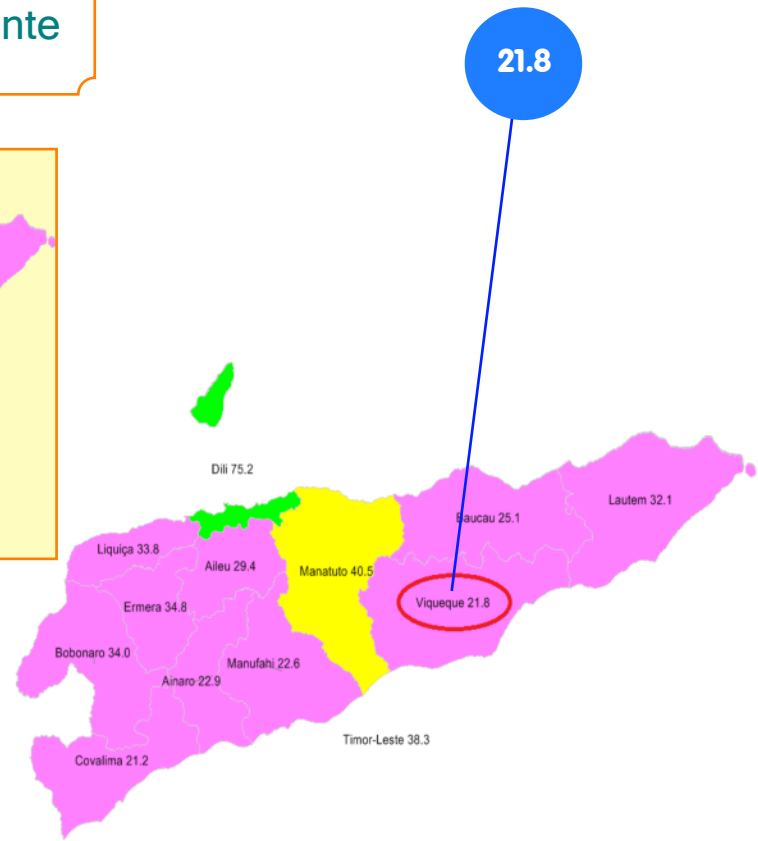 nte
21.8
Dili 75.2
Lautem 32.1
Baucau 25.1
Liquiça 33.8
Aileu 29.4
Manatuto 40.5
Viqueque 21.8
Ermera 34.8
Bobonaro 34.0
Manufahi 22.6
Ainaro 22.9
Timor-Leste 38.3
Covalima 21.2